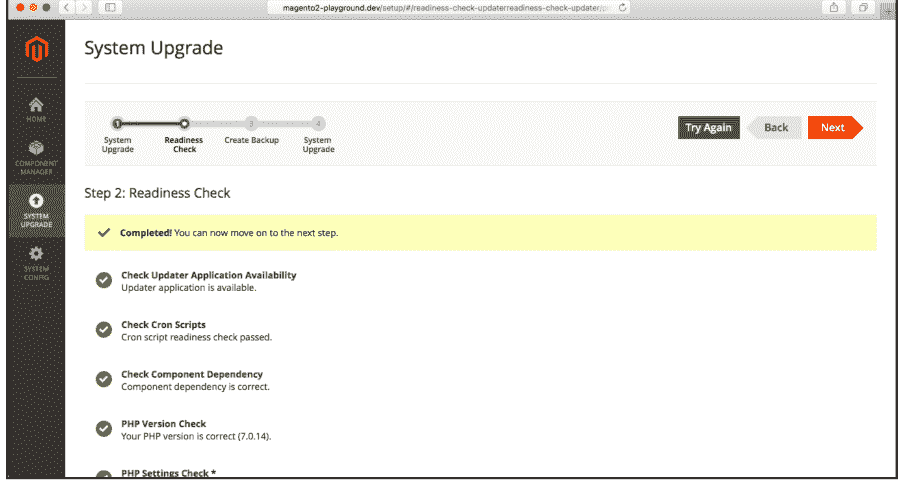 magento2-playground.dev/setup/#/readiness-check-updaterreadiness-check-updater/
System Upgrade
HOME
COMPONENT
MANAGER
SYSTEM
UPGRADE
SYSTEM
CONFIG
1
3
4
System
Upgrade
Readiness
Check
Create Backup
System
Upgrade
Try Again
Back
Next
Step 2: Readiness Check
Completed! You can now move on to the next step.
Check Updater Application Availability
Updater application is available.
Check Cron Scripts
Cron script readiness check passed.
Check Component Dependency
Component dependency is correct.
PHP Version Check
Your PHP version is correct (7.0.14).
PHP Settings Check *